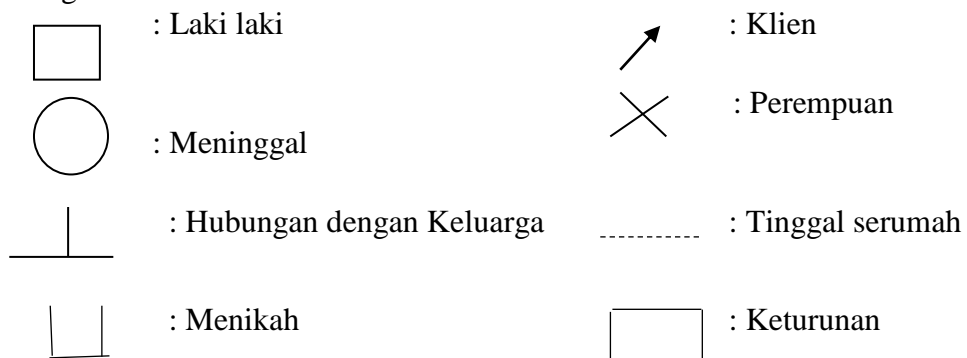 : Laki laki
: Klien
: Perempuan
: Meninggal
: Hubungan dengan Keluarga
: Tinggal serumah
: Menikah
: Keturunan